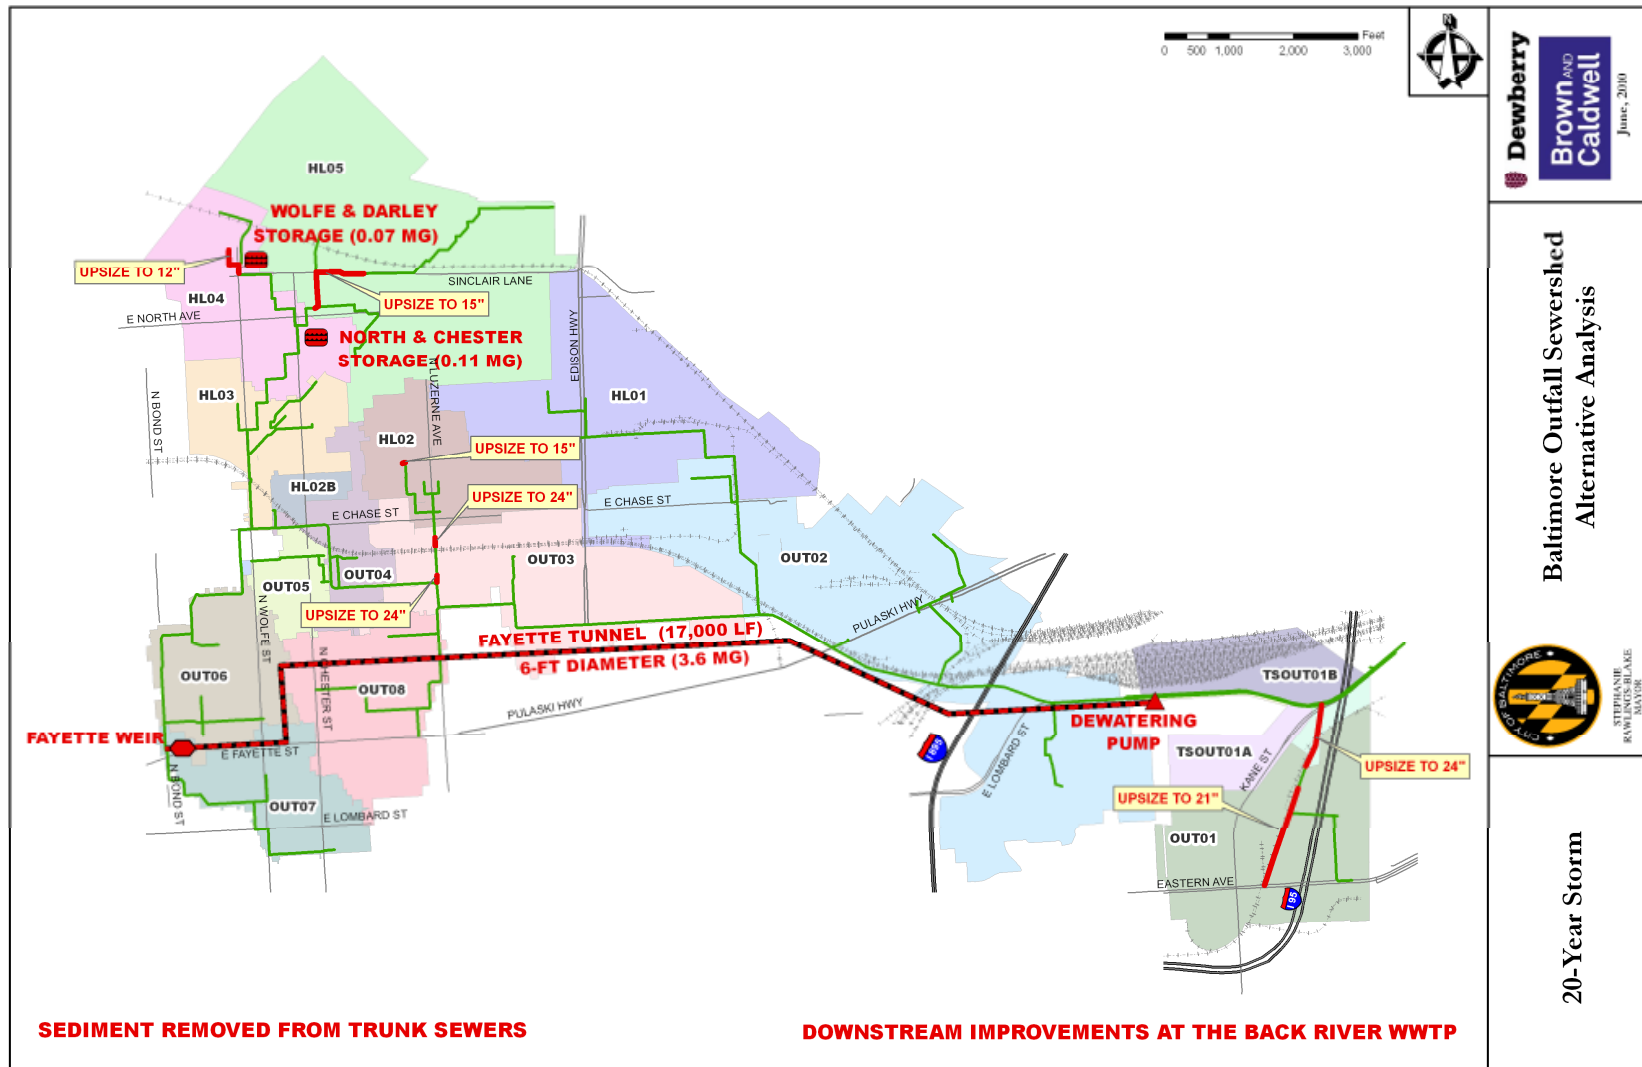 0 500 1,000 2,000 3,000 Feet
N
Dewberry
Brown AND
Caldwell
June, 2010
Baltimore Outfall Sewershed
Alternative Analysis
CITY OF BALTIMORE
STEPHANIE
RAWLINGS-BLAKE
MAYOR
20-Year Storm
HL05
WOLFE & DARLEY
STORAGE (0.07 MG)
UPSIZE TO 12"
SINCLAIR LANE
HL04
UPSIZE TO 15"
E NORTH AVE
NORTH & CHESTER
STORAGE (0.11 MG)
EDISON HWY
N LUZERNE AVE
HL03
HL01
N BOND ST
HL02
UPSIZE TO 15"
HL02B
UPSIZE TO 24"
E CHASE ST
E CHASE ST
OUT03
OUT02
OUT04
OUT05
UPSIZE TO 24"
PULASKI HWY
N WOLFE ST
FAYETTE TUNNEL (17,000 LF)
6-FT DIAMETER (3.6 MG)
N CHESTER ST
OUT06
OUT08
TSOUT01B
PULASKI HWY
DEWATERING
PUMP
FAYETTE WEIR
E FAYETTE ST
I 895
E LOMBARD ST
TSOUT01A
KANE ST
UPSIZE TO 24"
N BOND ST
UPSIZE TO 21"
OUT07
E LOMBARD ST
OUT01
EASTERN AVE
I 95
SEDIMENT REMOVED FROM TRUNK SEWERS
DOWNSTREAM IMPROVEMENTS AT THE BACK RIVER WWTP